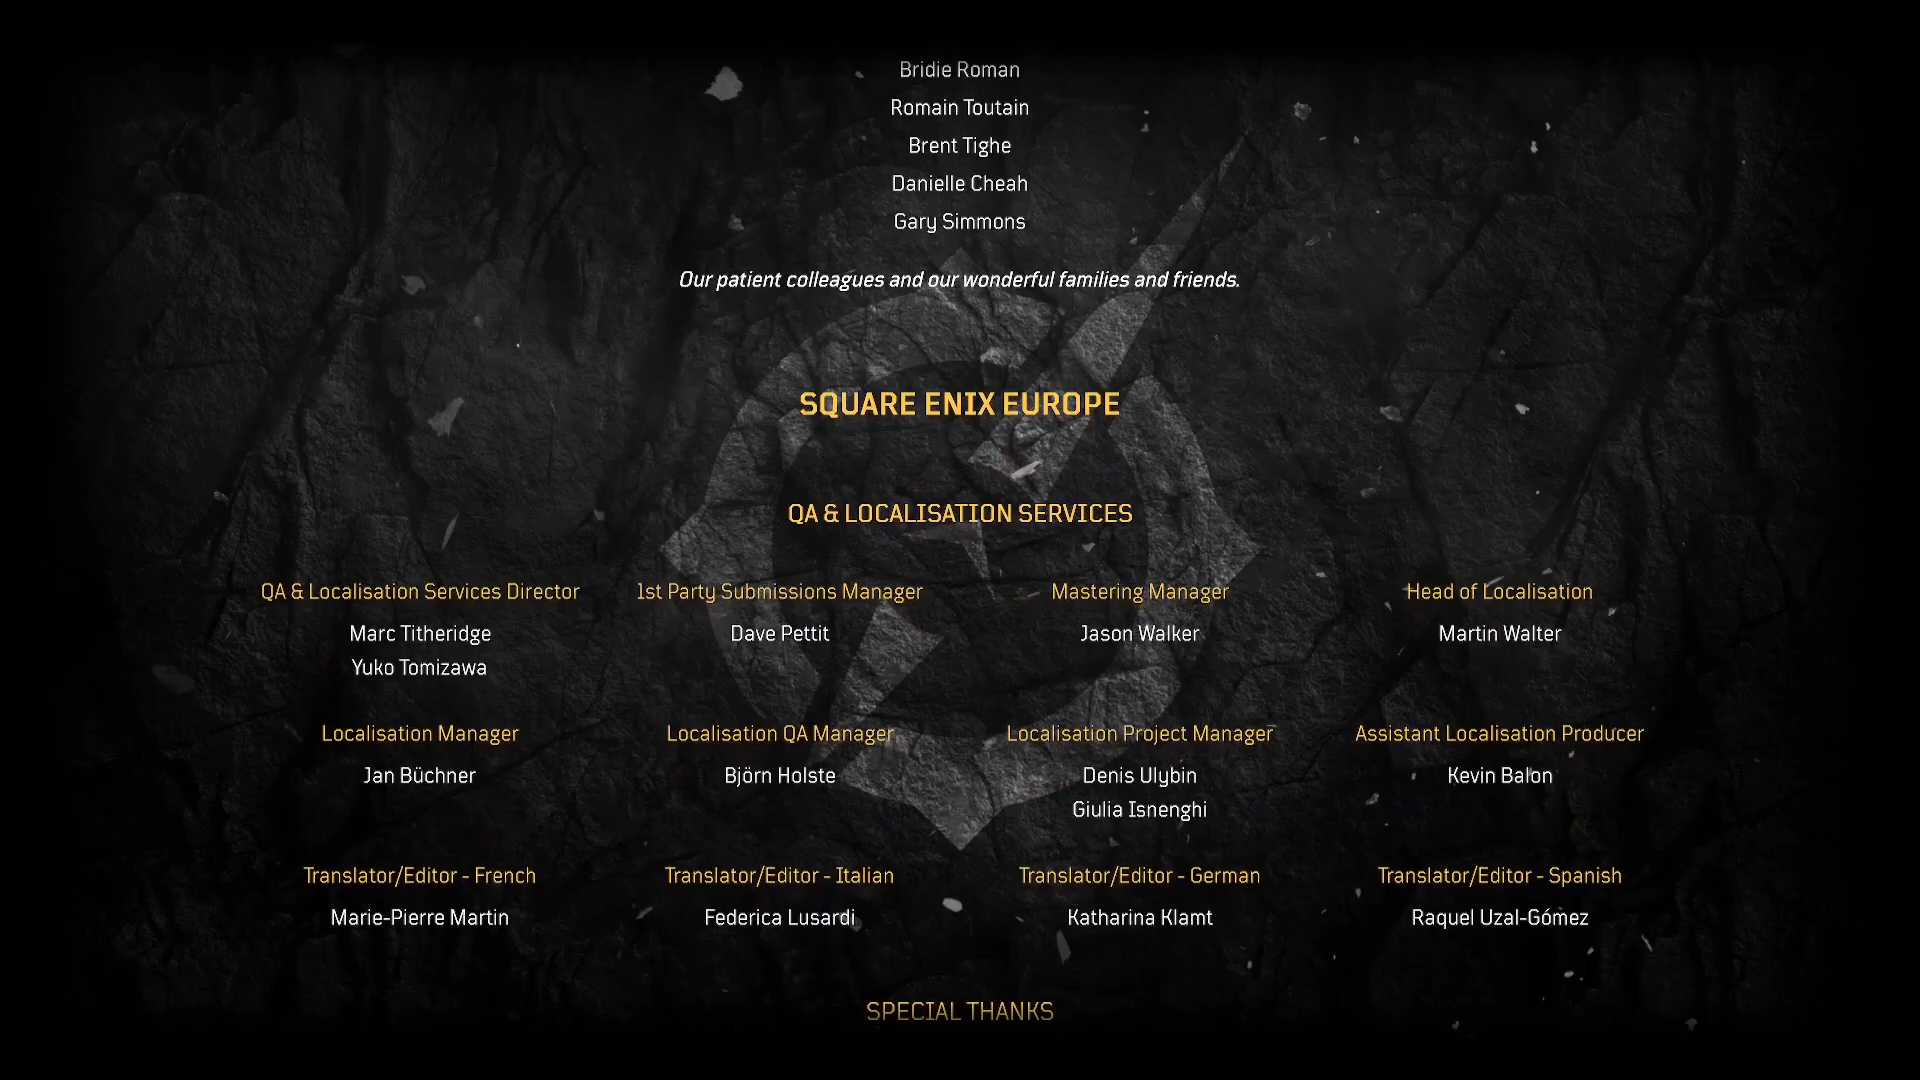 Bridie Roman
Romain Toutain
Brent Tighe
Danielle Cheah
Gary Simmons
Our patient colleagues and our wonderful families and friends.
SQUARE ENIX EUROPE
QA & LOCALISATION SERVICES
QA & Localisation Services Director
Marc Titheridge
Yuko Tomizawa
1st Party Submissions Manager
Dave Pettit
Mastering Manager
Jason Walker
Head of Localisation
Martin Walter
Localisation Manager
Jan Büchner
Localisation QA Manager
Björn Holste
Localisation Project Manager
Denis Ulybin
Giulia Isnenghi
Assistant Localisation Producer
Kevin Balon
Translator/Editor - French
Marie-Pierre Martin
Translator/Editor - Italian
Federica Lusardi
Translator/Editor - German
Katharina Klamt
Translator/Editor - Spanish
Raquel Uzal-Gómez
SPECIAL THANKS